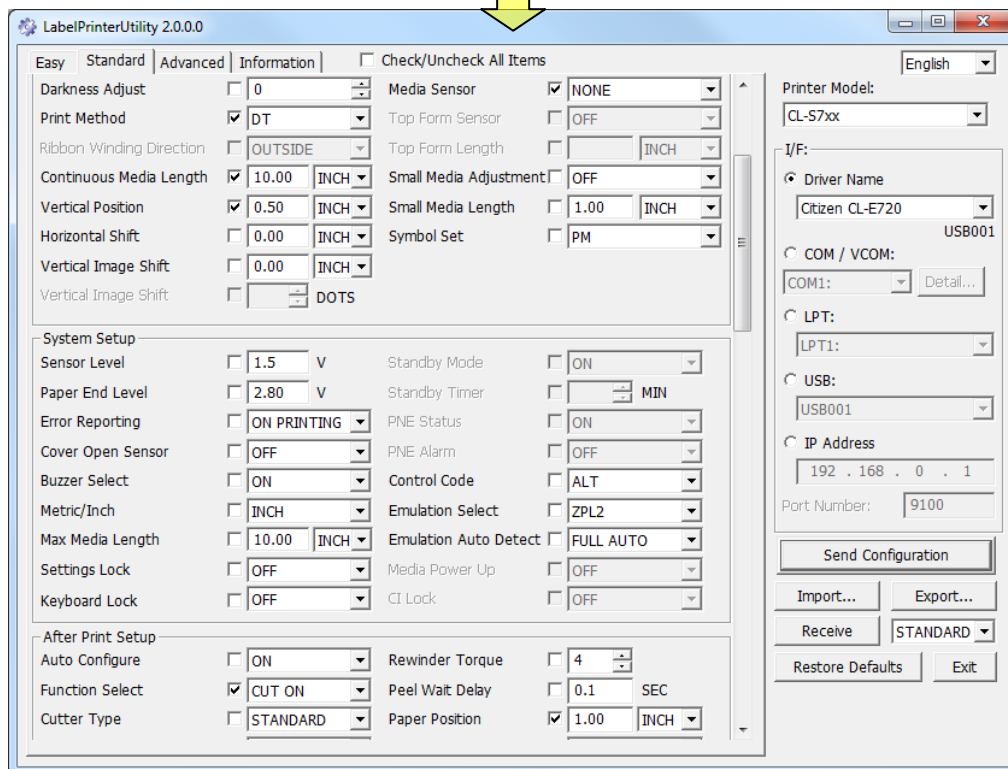 LabelPrinterUtility 2.0.0.0
Easy Standard Advanced Information Check/Uncheck All Items English
Darkness Adjust 0 Media Sensor NONE
Print Method DT Top Form Sensor OFF
Ribbon Winding Direction OUTSIDE Top Form Length INCH
Continuous Media Length 10.00 INCH Small Media Adjustment OFF
Vertical Position 0.50 INCH Small Media Length 1.00 INCH
Horizontal Shift 0.00 INCH Symbol Set PM
Vertical Image Shift 0.00 INCH
Vertical Image Shift DOTS
System Setup
Sensor Level 1.5 V Standby Mode ON
Paper End Level 2.80 V Standby Timer MIN
Error Reporting ON PRINTING PNE Status ON
Cover Open Sensor OFF PNE Alarm OFF
Buzzer Select ON Control Code ALT
Metric/Inch INCH Emulation Select ZPL2
Max Media Length 10.00 INCH Emulation Auto Detect FULL AUTO
Settings Lock OFF Media Power Up OFF
Keyboard Lock OFF CI Lock OFF
After Print Setup
Auto Configure ON Rewinder Torque 4
Function Select CUT ON Peel Wait Delay 0.1 SEC
Cutter Type STANDARD Paper Position 1.00 INCH
Printer Model:
CL-S7xx
I/F:
Driver Name
Citizen CL-E720
USB001
COM / VCOM:
COM1: Detail...
LPT:
LPT1:
USB:
USB001
IP Address
192 . 168 . 0 . 1
Port Number: 9100
Send Configuration
Import... Export...
Receive STANDARD
Restore Defaults Exit